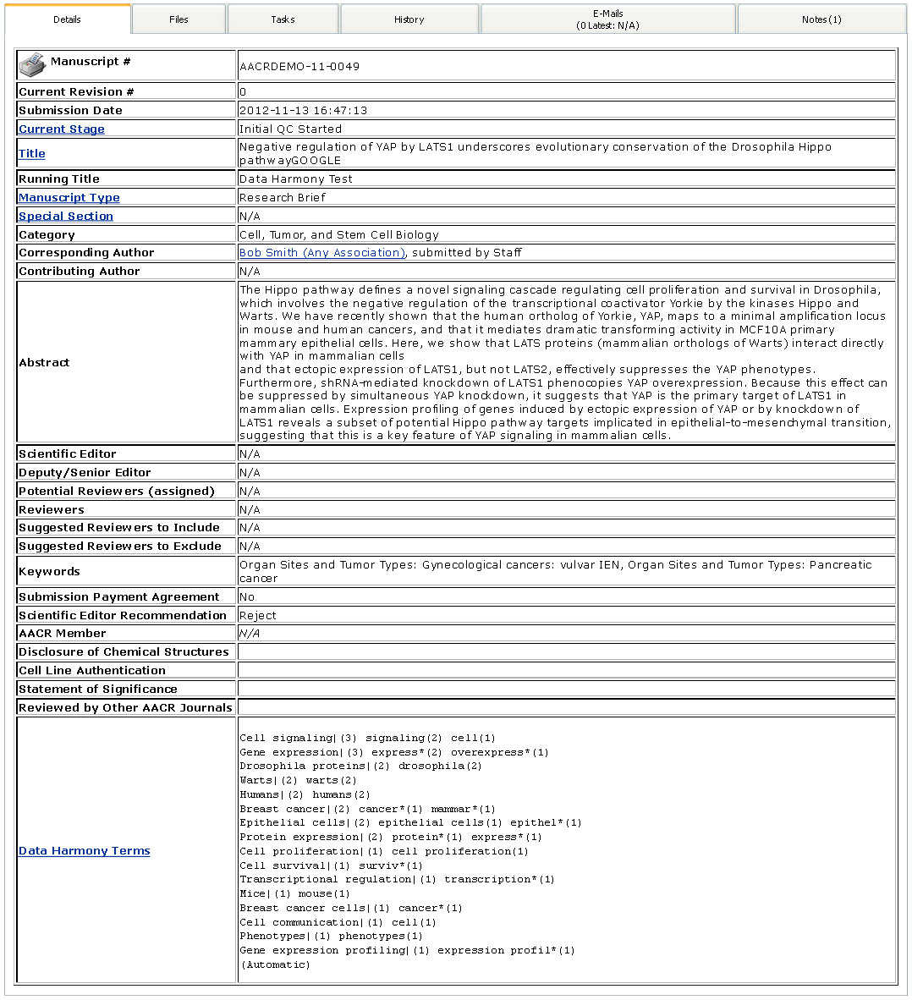 Details
Files
Tasks
History
E-Mails
(0 Latest: N/A)
Notes (1)
Manuscript #
AACRDEMO-11-0049
Current Revision #
0
Submission Date
2012-11-13 16:47:13
Current Stage
Initial QC Started
Title
Negative regulation of YAP by LATS1 underscores evolutionary conservation of the Drosophila Hippo
pathwayGOOGLE
Running Title
Data Harmony Test
Manuscript Type
Research Brief
Special Section
N/A
Category
Cell, Tumor, and Stem Cell Biology
Corresponding Author
Bob Smith (Any Association), submitted by Staff
Contributing Author
N/A
Abstract
The Hippo pathway defines a novel signaling cascade regulating cell proliferation and survival in Drosophila,
which involves the negative regulation of the transcriptional coactivator Yorkie by the kinases Hippo and
Warts. We have recently shown that the human ortholog of Yorkie, YAP, maps to a minimal amplification locus
in mouse and human cancers, and that it mediates dramatic transforming activity in MCF10A primary
mammary epithelial cells. Here, we show that LATS proteins (mammalian orthologs of Warts) interact directly
with YAP in mammalian cells
and that ectopic expression of LATS1, but not LATS2, effectively suppresses the YAP phenotypes.
Furthermore, shRNA-mediated knockdown of LATS1 phenocopies YAP overexpression. Because this effect can
be suppressed by simultaneous YAP knockdown, it suggests that YAP is the primary target of LATS1 in
mammalian cells. Expression profiling of genes induced by ectopic expression of YAP or by knockdown of
LATS1 reveals a subset of potential Hippo pathway targets implicated in epithelial-to-mesenchymal transition,
suggesting that this is a key feature of YAP signaling in mammalian cells.
Scientific Editor
N/A
Deputy/Senior Editor
N/A
Potential Reviewers (assigned)
N/A
Reviewers
N/A
Suggested Reviewers to Include
N/A
Suggested Reviewers to Exclude
N/A
Keywords
Organ Sites and Tumor Types: Gynecological cancers: vulvar IEN, Organ Sites and Tumor Types: Pancreatic
cancer
Submission Payment Agreement
No
Scientific Editor Recommendation
Reject
AACR Member
N/A
Disclosure of Chemical Structures
Cell Line Authentication
Statement of Significance
Reviewed by Other AACR Journals
Data Harmony Terms
Cell signaling|(3) signaling(2) cell(1)
Gene expression|(3) express*(2) overexpress*(1)
Drosophila proteins|(2) drosophila(2)
Warts|(2) warts(2)
Humans|(2) humans(2)
Breast cancer|(2) cancer*(1) mammar*(1)
Epithelial cells|(2) epithelial cells(1) epithel*(1)
Protein expression|(2) protein*(1) express*(1)
Cell proliferation|(1) cell proliferation(1)
Cell survival|(1) surviv*(1)
Transcriptional regulation|(1) transcription*(1)
Mice|(1) mouse(1)
Breast cancer cells|(1) cancer*(1)
Cell communication|(1) cell(1)
Phenotypes|(1) phenotypes(1)
Gene expression profiling|(1) expression profil*(1)
(Automatic)